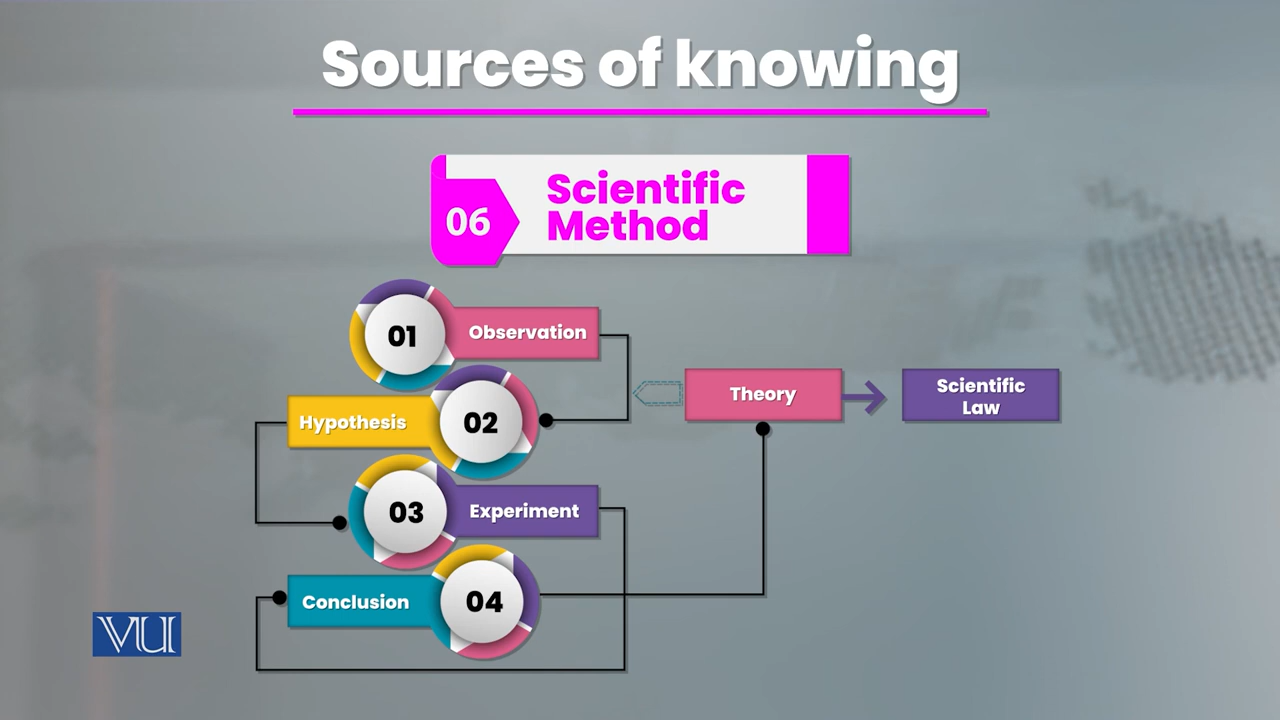 Sources of knowing
06
Scientific
Method
01
Observation
Hypothesis
02
03
Experiment
Conclusion
04
Theory
Scientific
Law
VU